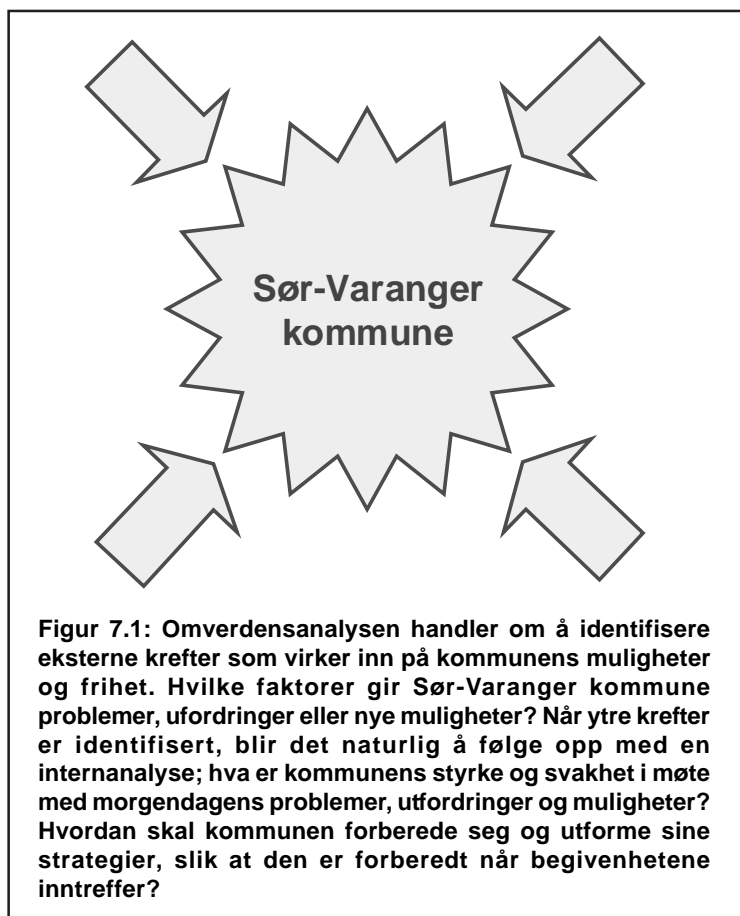 Sør-Varanger
kommune
Figur 7.1: Omverdensanalysen handler om å identifisere
eksterne krefter som virker inn på kommunens muligheter
og frihet. Hvilke faktorer gir Sør-Varanger kommune
problemer, ufordringer eller nye muligheter? Når ytre krefter
er identifisert, blir det naturlig å følge opp med en
internanalyse; hva er kommunens styrke og svakhet i møte
med morgendagens problemer, utfordringer og muligheter?
Hvordan skal kommunen forberede seg og utforme sine
strategier, slik at den er forberedt når begivenhetene
inntreffer?